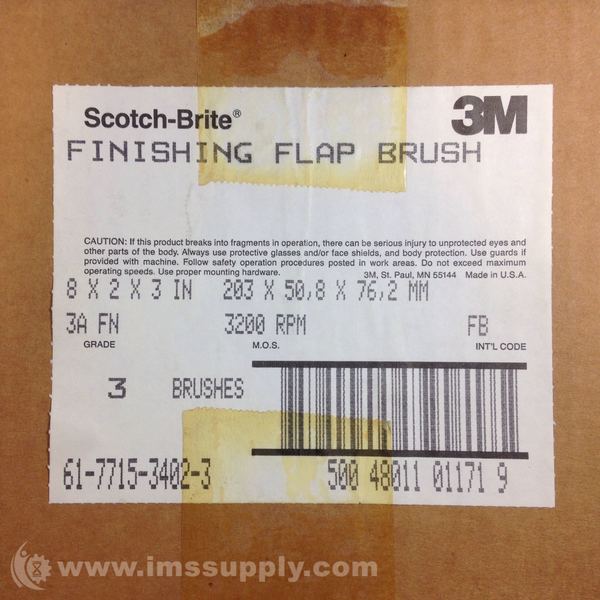 Scotch-Brite® 3M
FINISHING FLAP BRUSH
CAUTION: If this product breaks into fragments in operation, there can be serious injury to unprotected eyes and
other parts of the body. Always use protective glasses and/or face shields, and body protection. Use guards if
provided with machine. Follow safety operation procedures posted in work areas. Do not exceed maximum
operating speeds. Use proper mounting hardware. 3M, St. Paul, MN 55144 Made in U.S.A.
8 X 2 X 3 IN 203 X 50,8 X 76,2 MM
3A FN 3200 RPM FB
GRADE M.O.S. INT'L CODE
3 BRUSHES
61-7715-3402-3 500 48011 01171 9
www.imssupply.com